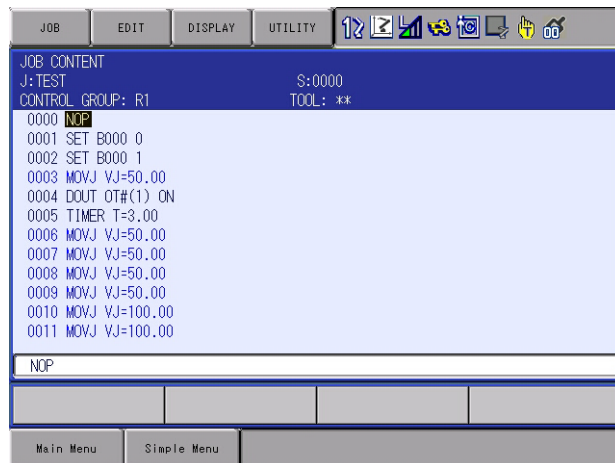 JOB EDIT DISPLAY UTILITY
JOB CONTENT
J:TEST S:0000
CONTROL GROUP: R1 TOOL: **
0000 NOP
0001 SET B000 0
0002 SET B000 1
0003 MOVJ VJ=50.00
0004 DOUT OT#(1) ON
0005 TIMER T=3.00
0006 MOVJ VJ=50.00
0007 MOVJ VJ=50.00
0008 MOVJ VJ=50.00
0009 MOVJ VJ=50.00
0010 MOVJ VJ=100.00
0011 MOVJ VJ=100.00
NOP
Main Menu Simple Menu